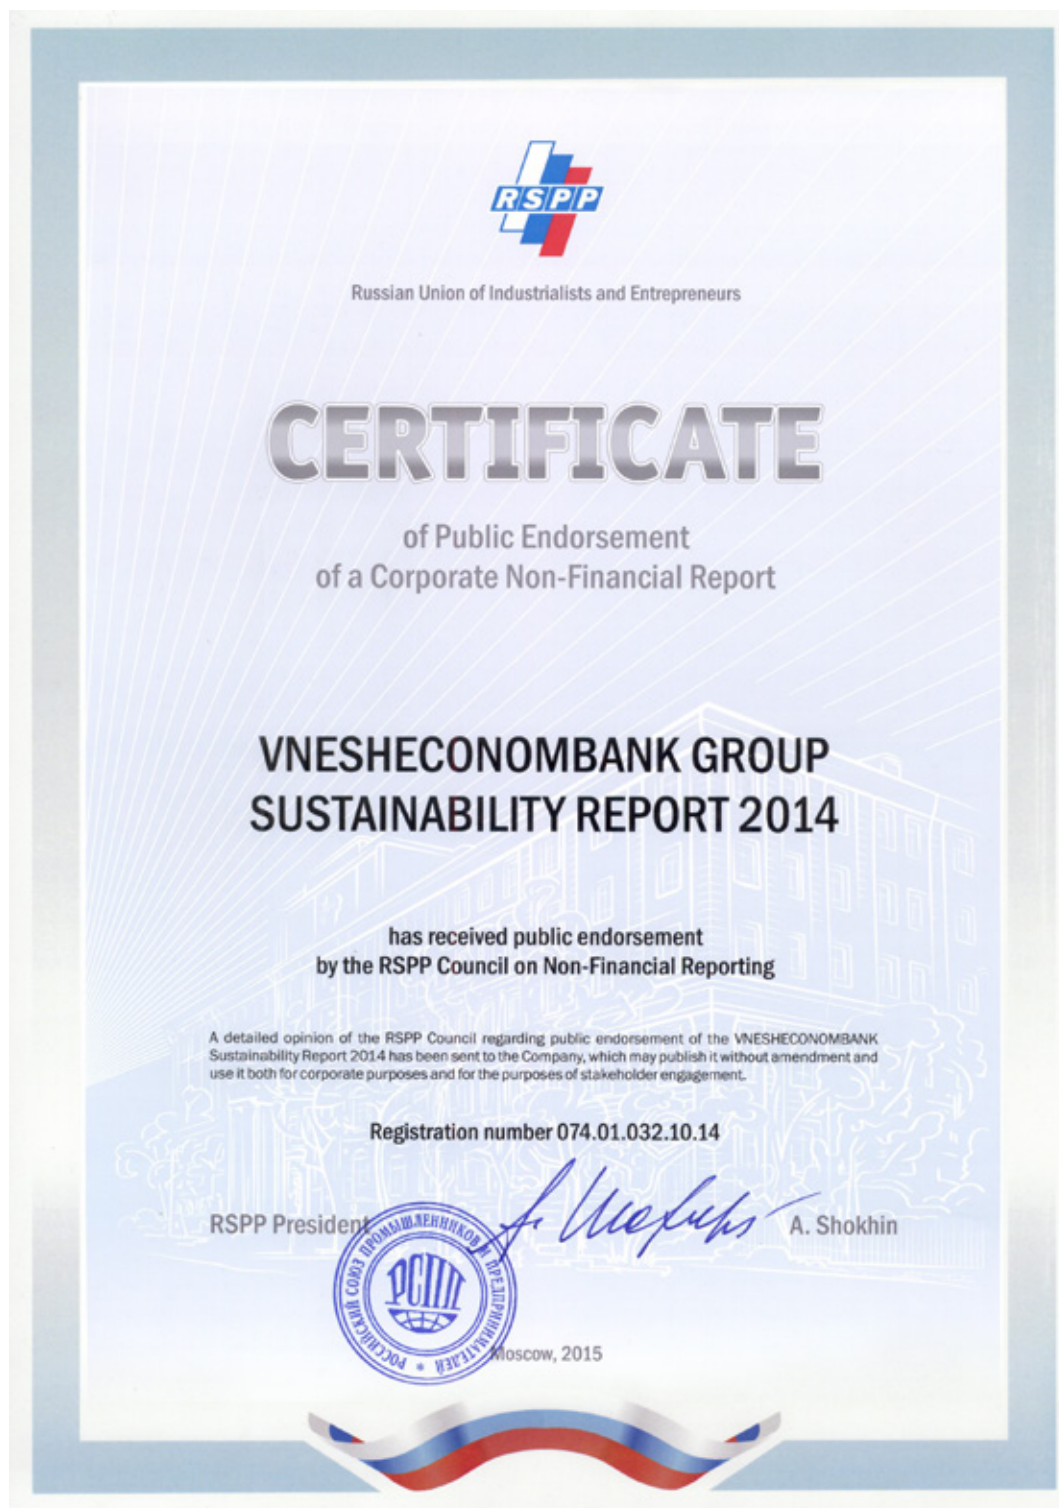 RSPP
Russian Union of Industrialists and Entrepreneurs
CERTIFICATE
of Public Endorsement
of a Corporate Non-Financial Report
VNESHECONOMBANK GROUP
SUSTAINABILITY REPORT 2014
has received public endorsement
by the RSPP Council on Non-Financial Reporting
A detailed opinion of the RSPP Council regarding public endorsement of the VNESHECONOMBANK
Sustainability Report 2014 has been sent to the Company, which may publish it without amendment and
use it both for corporate purposes and for the purposes of stakeholder engagement.
Registration number 074.01.032.10.14
RSPP President
A. Shokhin
РОССИЙСКИЙ СОЮЗ ПРОМЫШЛЕННИКОВ И ПРЕДПРИНИМАТЕЛЕЙ *
РСПП
Moscow, 2015